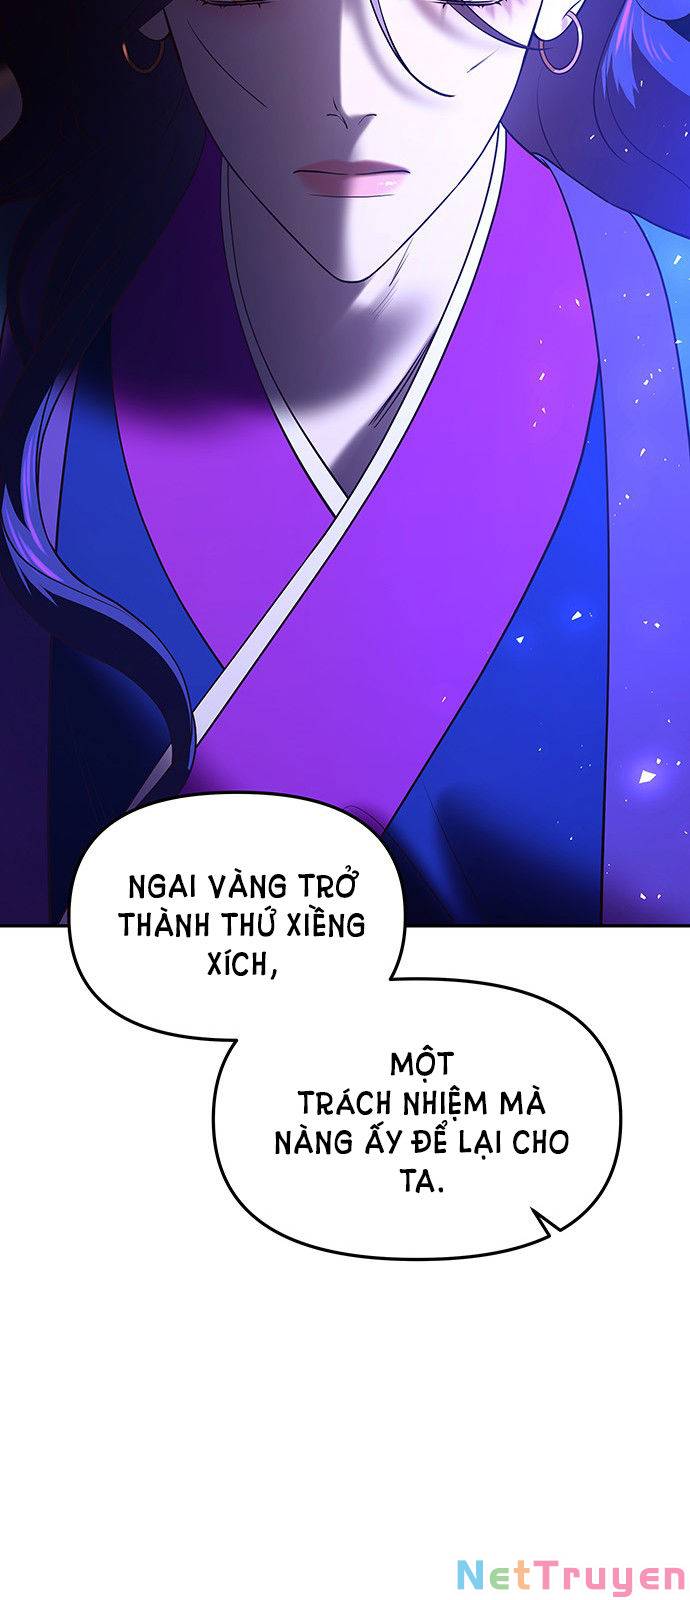 NGAI VÀNG TRỞ
THÀNH THỨ XIỀNG
XÍCH,
MỘT
TRÁCH NHIỆM MÀ
NÀNG ẤY ĐỂ LẠI CHO
TA.
NetTruyen